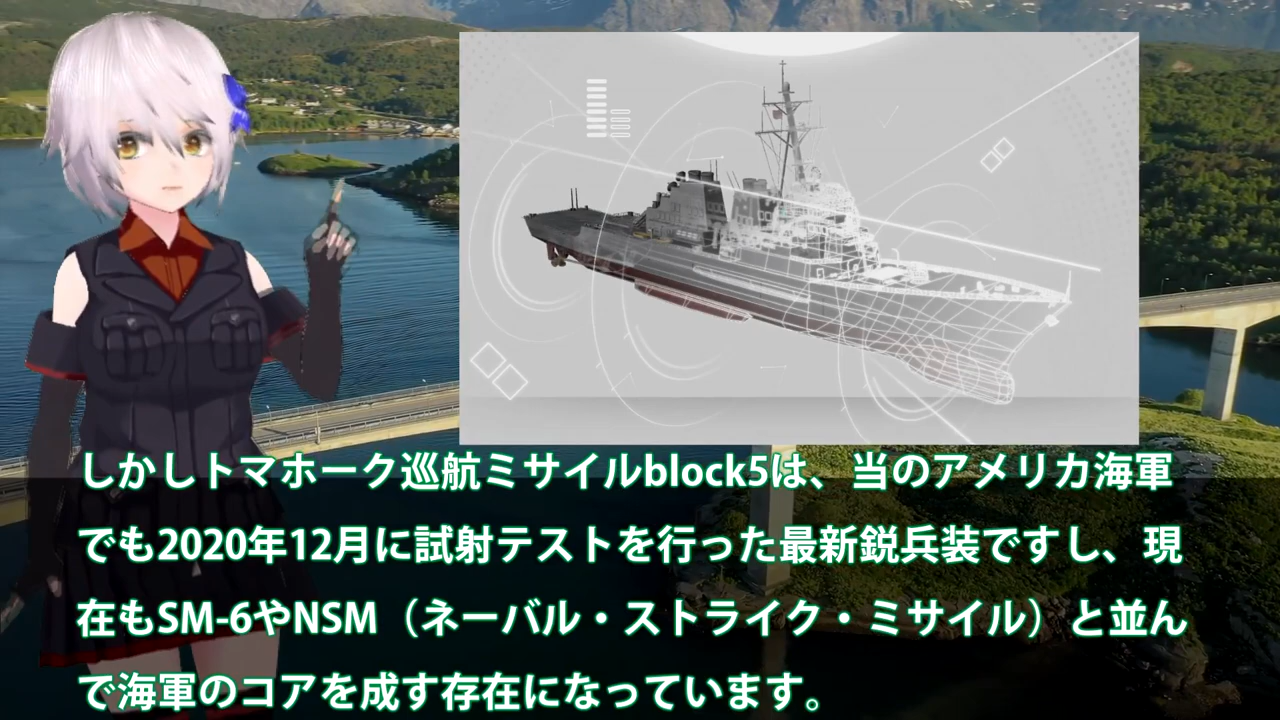 しかしトマホーク巡航ミサイルblock5は、当のアメリカ海軍
でも2020年12月に試射テストを行った最新鋭兵装ですし、現
在もSM-6やNSM（ネーバル・ストライク・ミサイル）と並ん
で海軍のコアを成す存在になっています。